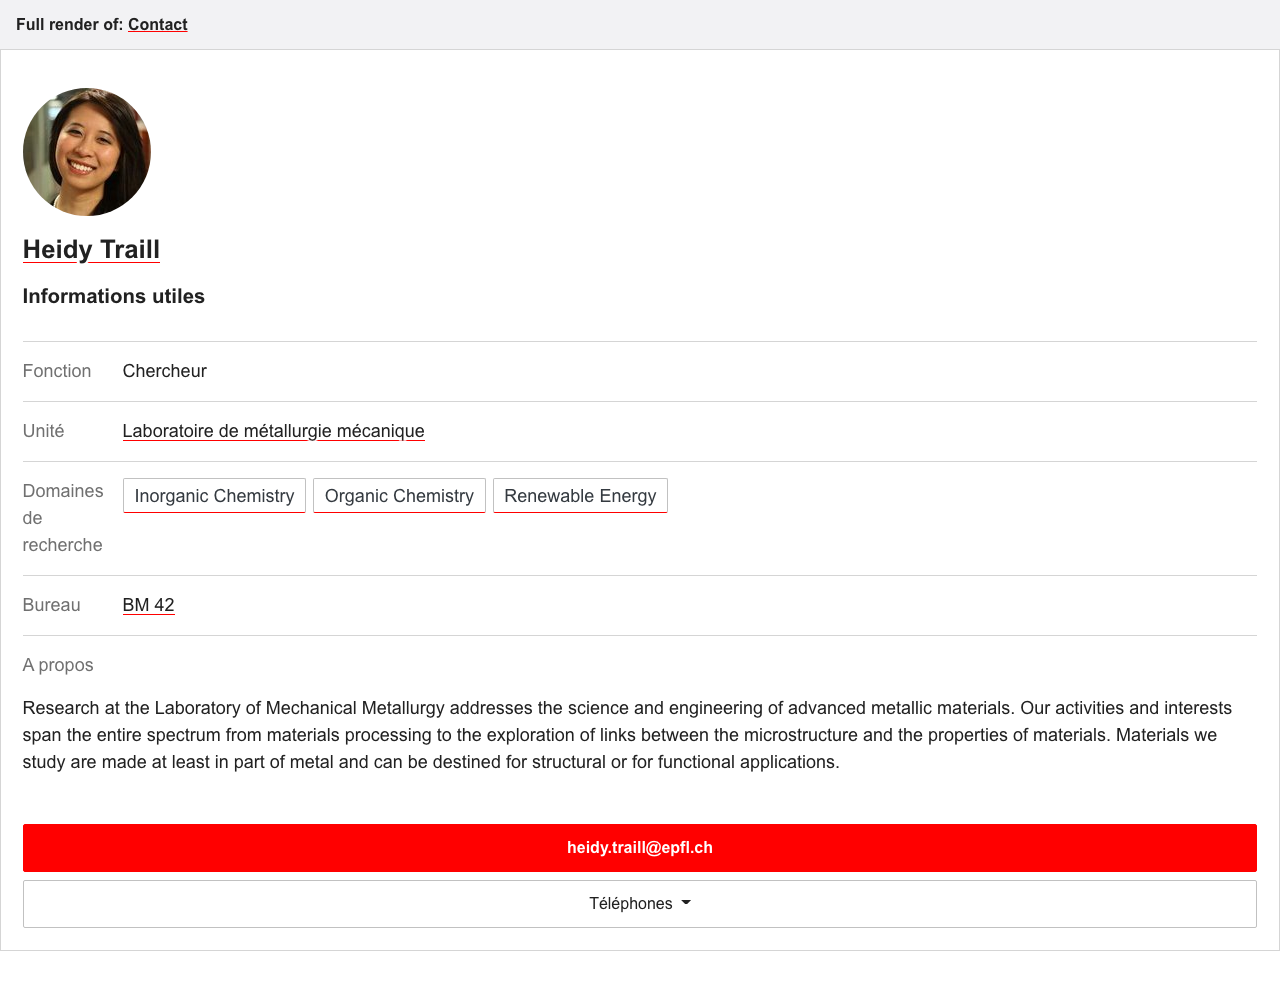 Full render of: Contact
Heidy Traill
Informations utiles
Fonction Chercheur
Unité Laboratoire de métallurgie mécanique
Domaines de recherche Inorganic Chemistry Organic Chemistry Renewable Energy
Bureau BM 42
A propos
Research at the Laboratory of Mechanical Metallurgy addresses the science and engineering of advanced metallic materials. Our activities and interests
span the entire spectrum from materials processing to the exploration of links between the microstructure and the properties of materials. Materials we
study are made at least in part of metal and can be destined for structural or for functional applications.
heidy.traill@epfl.ch
Téléphones